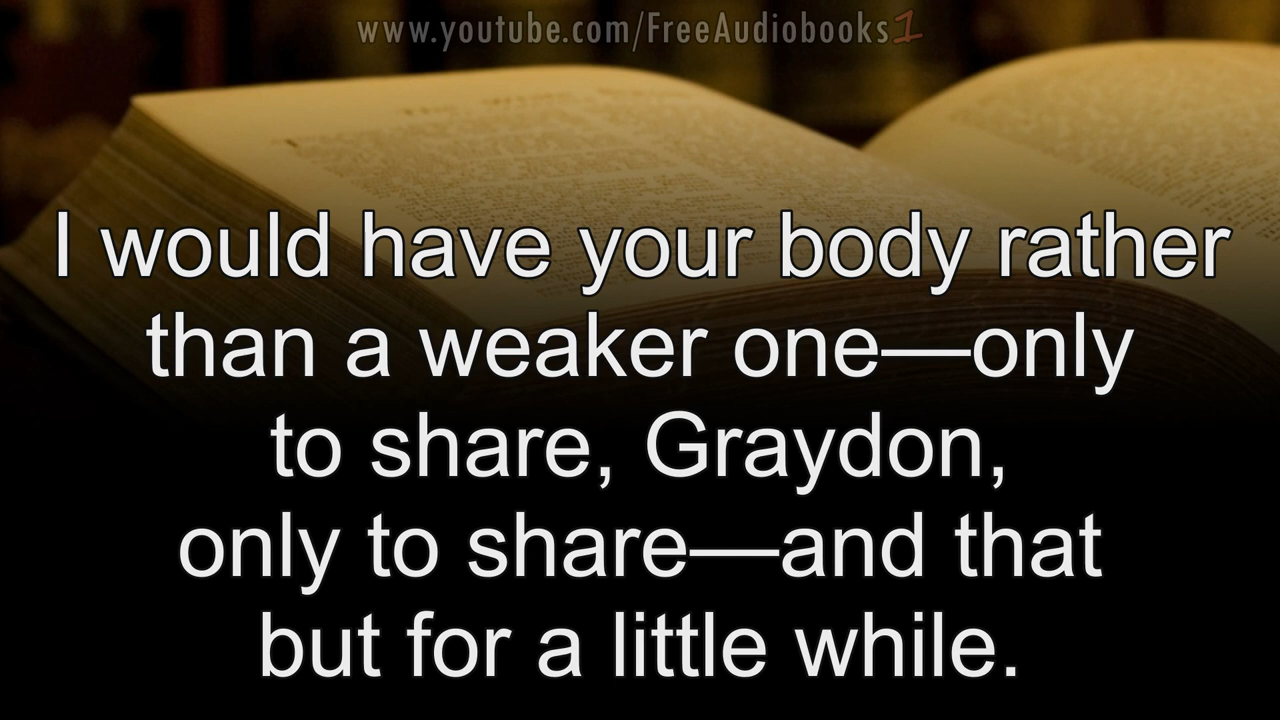 www.youtube.com/FreeAudiobooks1
I would have your body rather
than a weaker one—only
to share, Graydon,
only to share—and that
but for a little while.